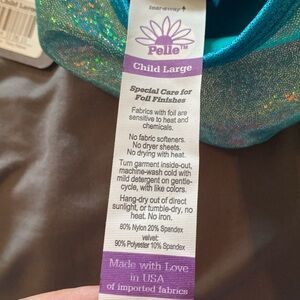 tear-away
Pelle™
Child Large
Special Care for
Foil Finishes
Fabrics with foil are
sensitive to heat and
chemicals.
No fabric softeners.
No dryer sheets.
No drying with heat.
Turn garment inside-out,
machine-wash cold with
mild detergent on gentle-
cycle, with like colors.
Hang-dry out of direct
sunlight, or tumble-dry, no
heat. No iron.
80% Nylon 20% Spandex
velvet:
90% Polyester 10% Spandex
Made with Love
in USA
of imported fabrics